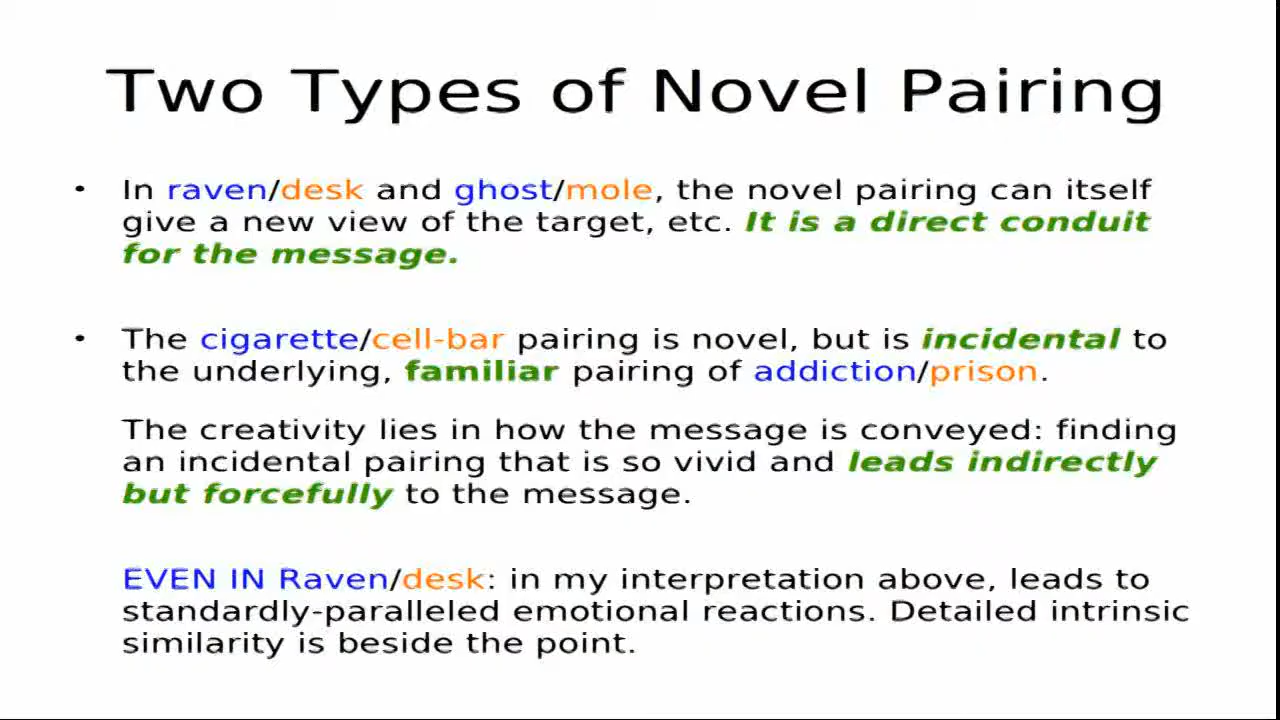 Two Types of Novel Pairing
• In raven/desk and ghost/mole, the novel pairing can itself
give a new view of the target, etc. It is a direct conduit
for the message.
• The cigarette/cell-bar pairing is novel, but is incidental to
the underlying, familiar pairing of addiction/prison.
The creativity lies in how the message is conveyed: finding
an incidental pairing that is so vivid and leads indirectly
but forcefully to the message.
EVEN IN Raven/desk: in my interpretation above, leads to
standardly-paralleled emotional reactions. Detailed intrinsic
similarity is beside the point.